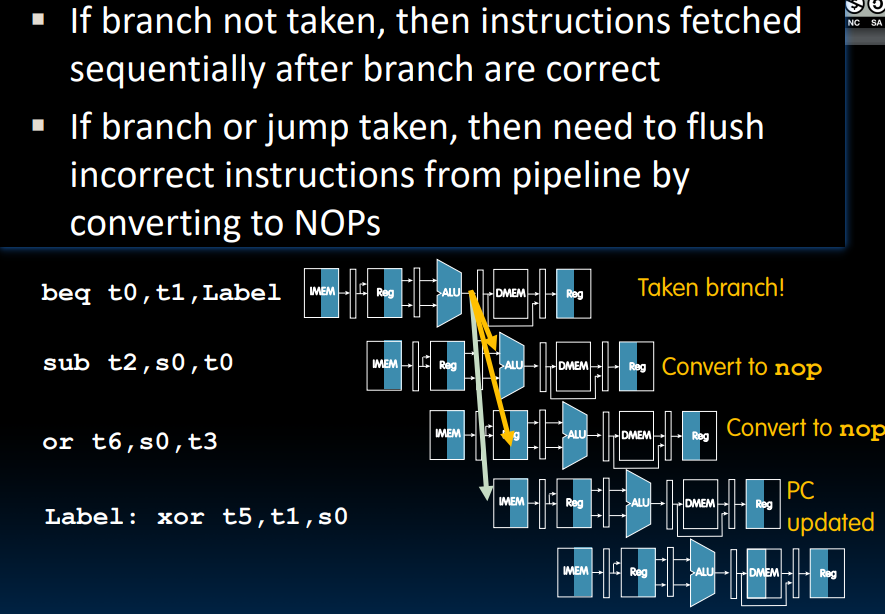 NC SA
If branch not taken, then instructions fetched
sequentially after branch are correct
If branch or jump taken, then need to flush
incorrect instructions from pipeline by
converting to NOPs
beq t0,t1,Label IMEM Reg ALU DMEM Reg Taken branch!
sub t2,s0,t0 IMEM Reg ALU DMEM Reg Convert to nop
or t6,s0,t3 IMEM Reg ALU DMEM Reg Convert to nop
Label: xor t5,t1,s0 IMEM Reg ALU DMEM Reg PC
updated
IMEM Reg ALU DMEM Reg